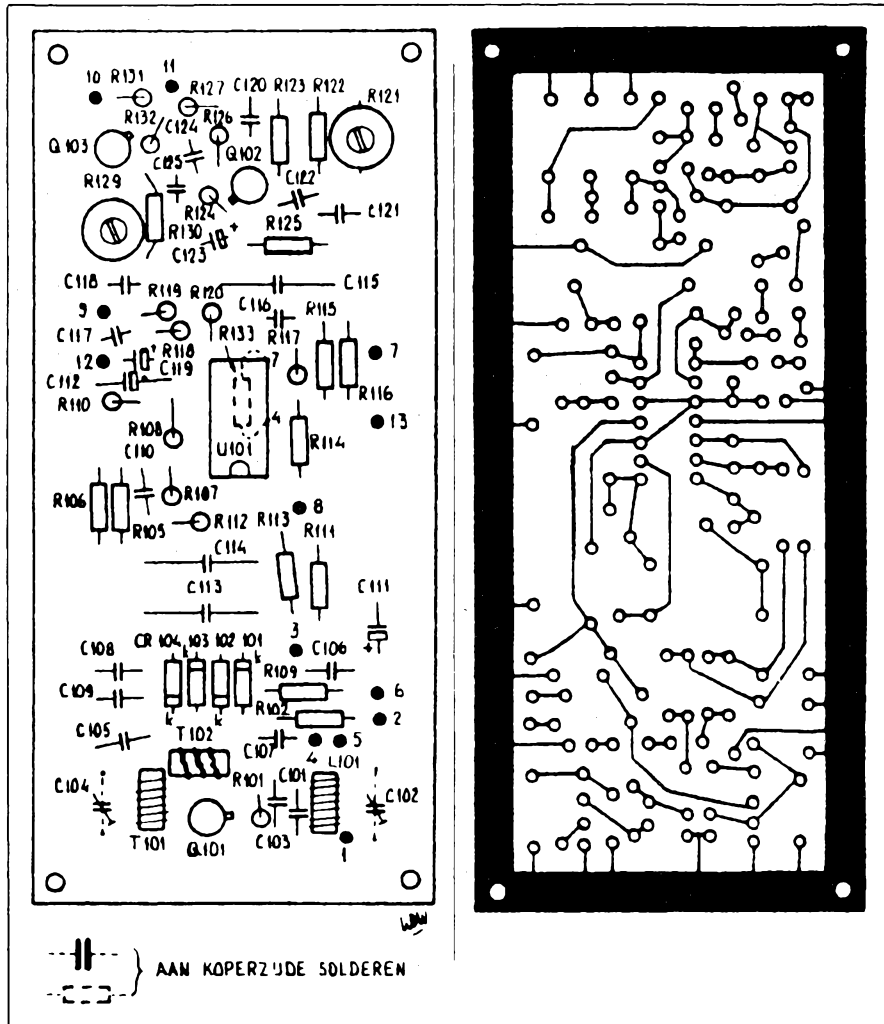 10 R131 11 R127 C120 R123 R122
R132 C124 R126 R121
Q103 C125 Q102
R129 C122
R124 C121
R130 R125
C123 +
C118 C115
9 R119 R120 C116 R115
C117 R133 R117
12 R118 7 7
C112 C119 R116
R110 4
R108 13
C110 U101 R114
R106 R107
R105 R112 R113 8
C114 R111
C113 C111
3 +
C108 CR 104 103 102 101 C106
k k
C109 R109 6
k k R102 2
C105 T102 C107 4 5
L101
C104 R101 C101 C102
T101 Q101 C103 1
AAN KOPERZIJDE SOLDEREN